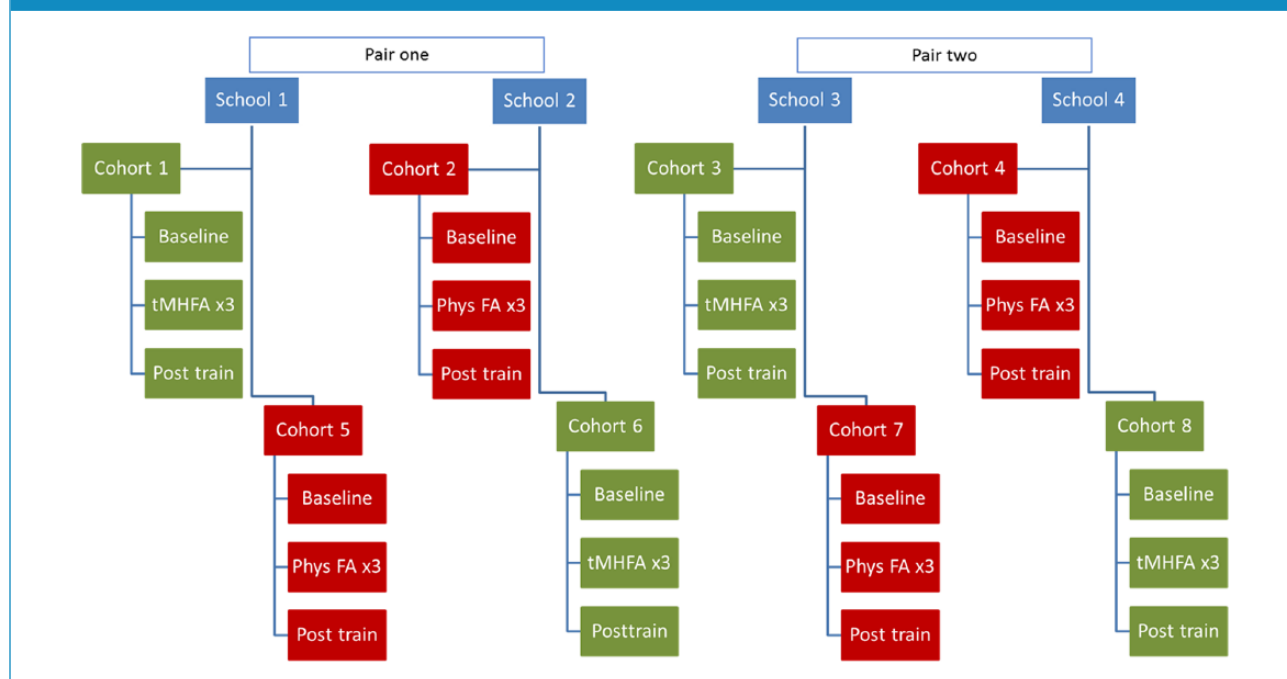 Pair one
Pair two
School 1
School 2
School 3
School 4
Cohort 1
Baseline
tMHFA x3
Post train
Cohort 2
Baseline
Phys FA x3
Post train
Cohort 3
Baseline
tMHFA x3
Post train
Cohort 4
Baseline
Phys FA x3
Post train
Cohort 5
Baseline
Phys FA x3
Post train
Cohort 6
Baseline
tMHFA x3
Posttrain
Cohort 7
Baseline
Phys FA x3
Post train
Cohort 8
Baseline
tMHFA x3
Post train